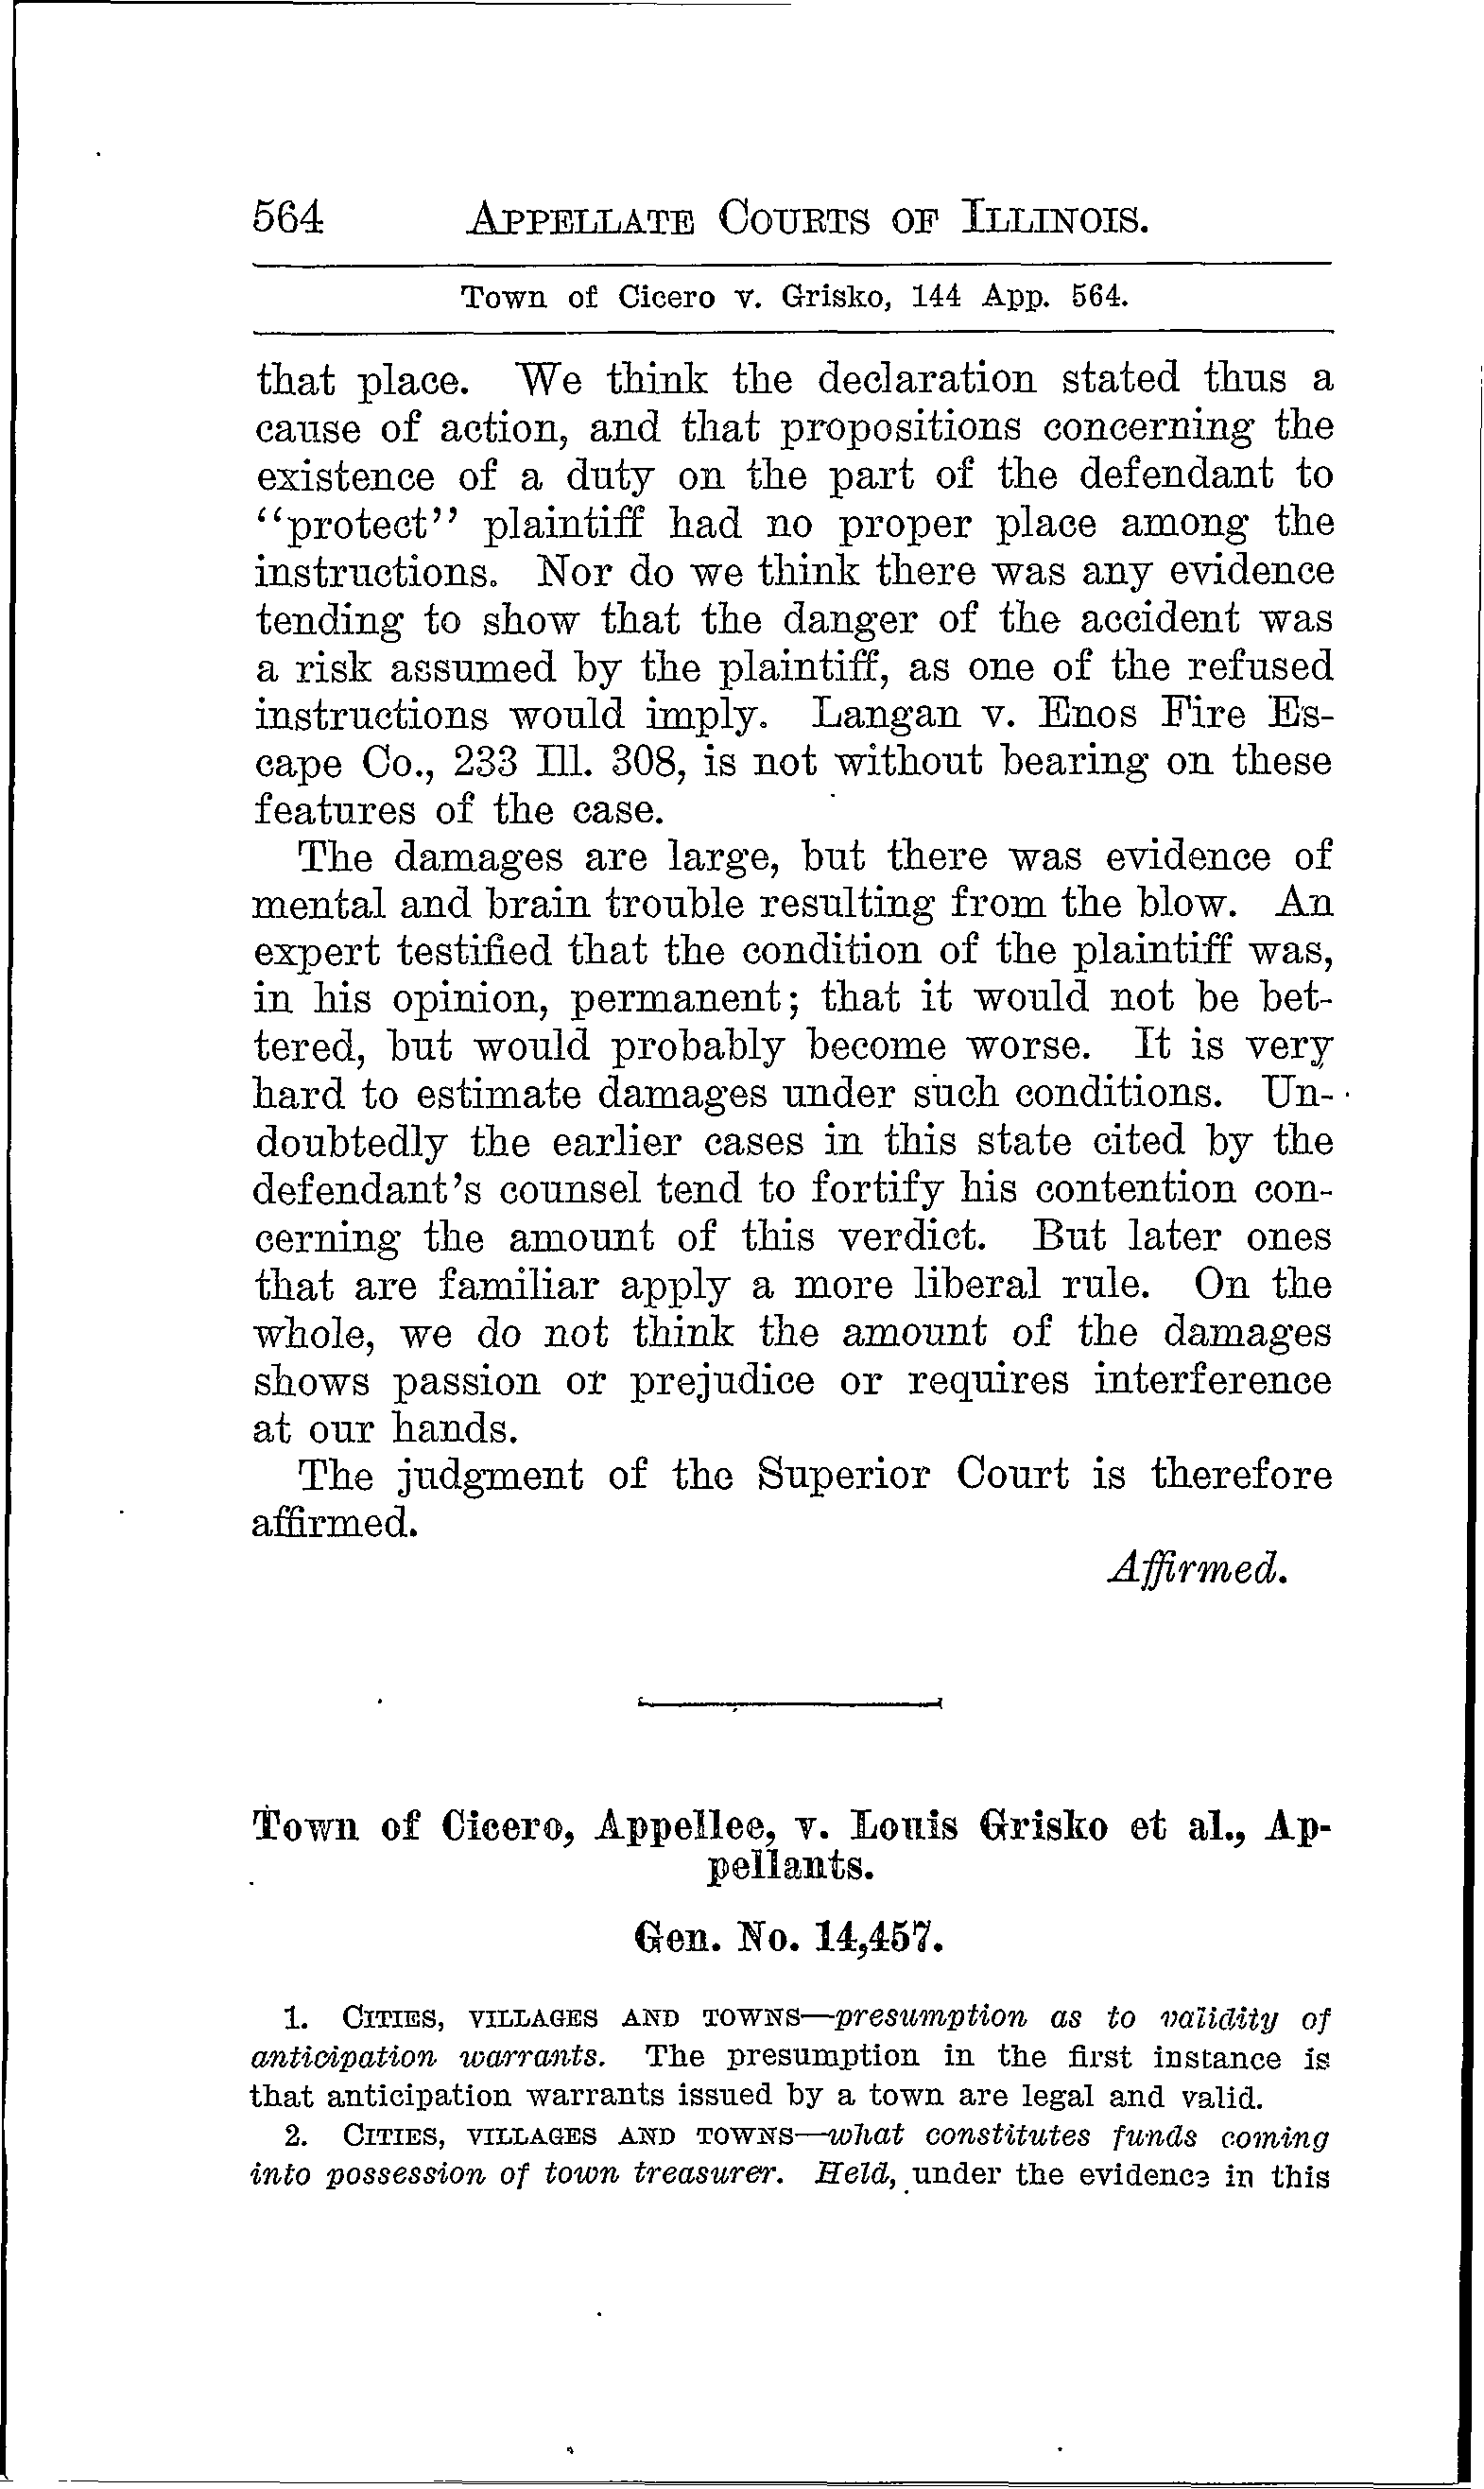 564 APPELLATE COURTS OF ILLINOIS.
Town of Cicero v. Grisko, 144 App. 564.
that place. We think the declaration stated thus a
cause of action, and that propositions concerning the
existence of a duty on the part of the defendant to
“protect” plaintiff had no proper place among the
instructions. Nor do we think there was any evidence
tending to show that the danger of the accident was
a risk assumed by the plaintiff, as one of the refused
instructions would imply. Langan v. Enos Fire Es-
cape Co., 233 Ill. 308, is not without bearing on these
features of the case.
The damages are large, but there was evidence of
mental and brain trouble resulting from the blow. An
expert testified that the condition of the plaintiff was,
in his opinion, permanent; that it would not be bet-
tered, but would probably become worse. It is very
hard to estimate damages under such conditions. Un-
doubtedly the earlier cases in this state cited by the
defendant's counsel tend to fortify his contention con-
cerning the amount of this verdict. But later ones
that are familiar apply a more liberal rule. On the
whole, we do not think the amount of the damages
shows passion or prejudice or requires interference
at our hands.
The judgment of the Superior Court is therefore
affirmed.
Affirmed.
Town of Cicero, Appellee, v. Louis Grisko et al., Ap-
pellants.
Gen. No. 14,457.
1. CITIES, VILLAGES AND TOWNS—presumption as to validity of
anticipation warrants. The presumption in the first instance is
that anticipation warrants issued by a town are legal and valid.
2. CITIES, VILLAGES AND TOWNS—what constitutes funds coming
into possession of town treasurer. Held, under the evidence in this